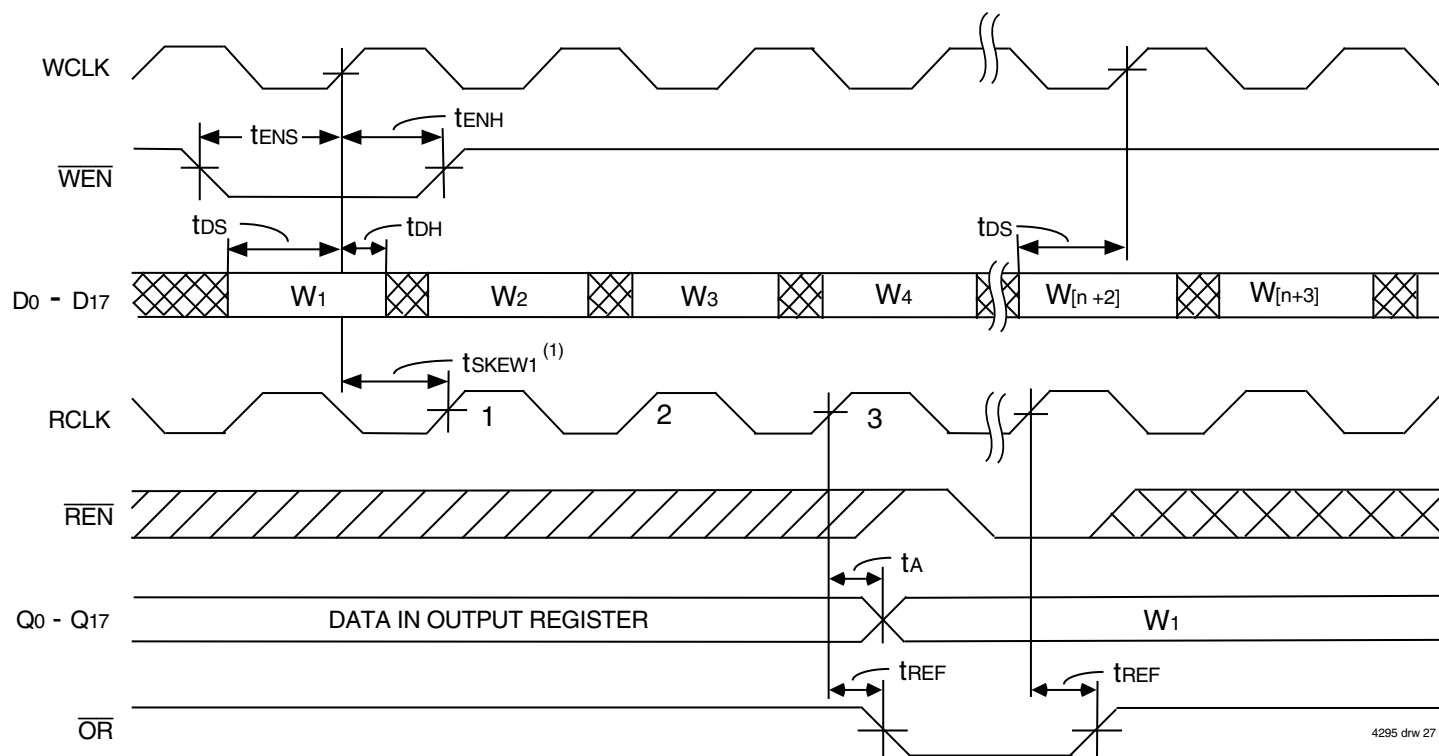 WCLK
tENS
tENH
WEN
tDS
tDH
tDS
D0 - D17
W1
W2
W3
W4
W[n +2]
W[n+3]
tSKEW1 (1)
RCLK
1
2
3
REN
tA
Q0 - Q17
DATA IN OUTPUT REGISTER
W1
tREF
tREF
OR
4295 drw 27